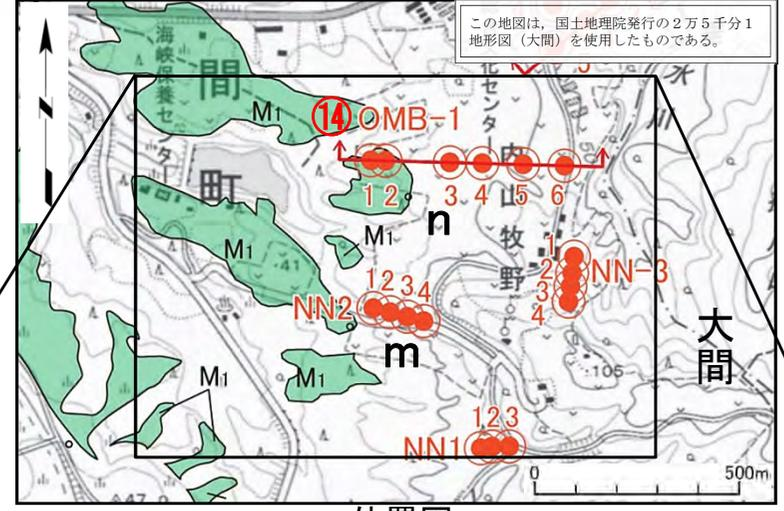 この地図は，国土地理院発行の２万５千分１
地形図（大間）を使用したものである。
N
海峡保養セ
ンター
間
町
M1
⑭ OMB-1
1 2 3 4 5 6
n
M1
M1
41
NN2
1 2 3 4
m
M1
M1
内山牧野
1
2
3
4
NN-3
大間
105
NN1
1 2 3
47
0 500m